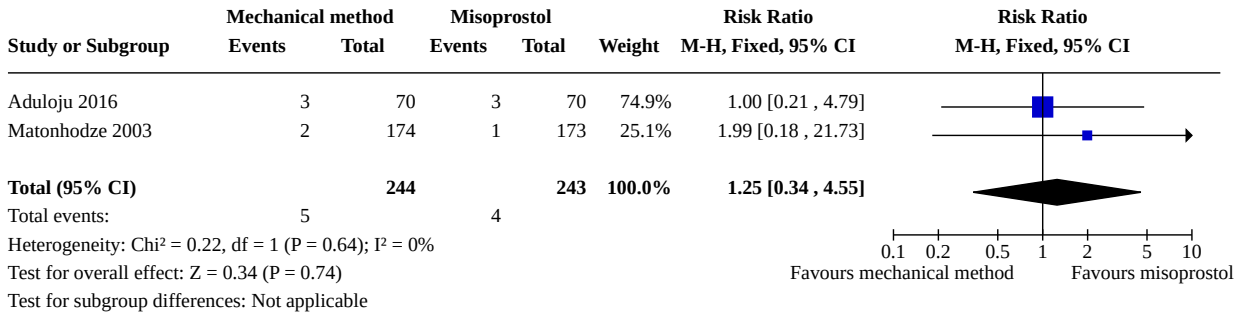 Mechanical method Misoprostol Risk Ratio Risk Ratio
Study or Subgroup Events Total Events Total Weight M-H, Fixed, 95% CI M-H, Fixed, 95% CI
Aduloju 2016 3 70 3 70 74.9% 1.00 [0.21 , 4.79]
Matonhodze 2003 2 174 1 173 25.1% 1.99 [0.18 , 21.73]
Total (95% CI) 244 243 100.0% 1.25 [0.34 , 4.55]
Total events: 5 4
Heterogeneity: Chi² = 0.22, df = 1 (P = 0.64); I² = 0%
0.1 0.2 0.5 1 2 5 10
Test for overall effect: Z = 0.34 (P = 0.74) Favours mechanical method Favours misoprostol
Test for subgroup differences: Not applicable